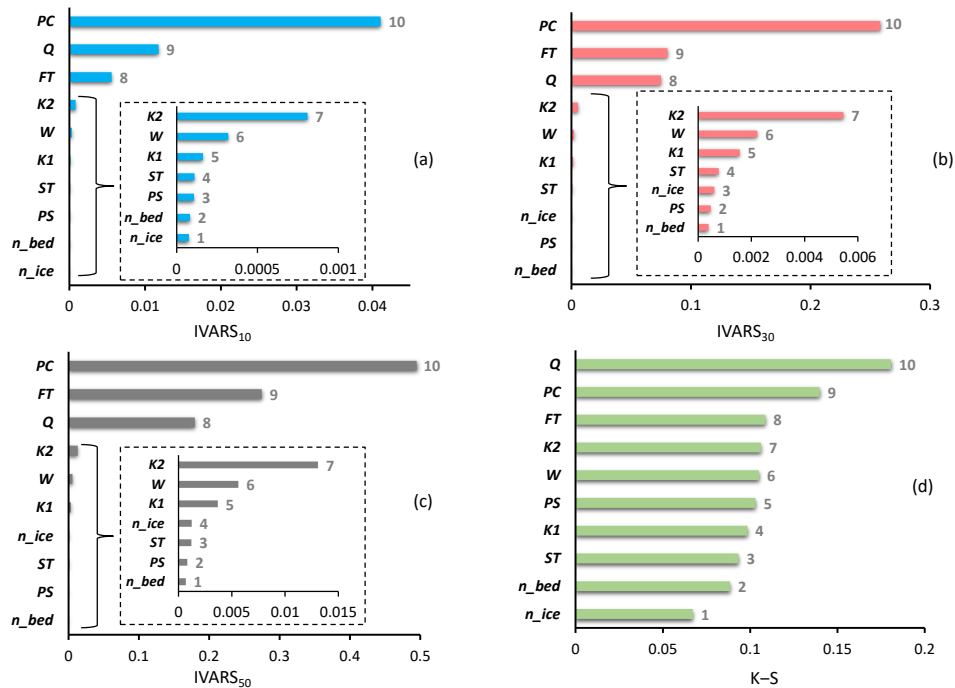 PC 10
Q 9
FT 8
K2
W
K1
ST
PS
n_bed
n_ice
K2 7
W 6
K1 5
ST 4
PS 3
n_bed 2
n_ice 1
0 0.0005 0.001
(a)
0 0.01 0.02 0.03 0.04
IVARS10
PC 10
FT 9
Q 8
K2
W
K1
ST
n_ice
PS
n_bed
K2 7
W 6
K1 5
ST 4
n_ice 3
PS 2
n_bed 1
0 0.002 0.004 0.006
(b)
0 0.1 0.2 0.3
IVARS30
PC 10
FT 9
Q 8
K2
W
K1
n_ice
ST
PS
n_bed
K2 7
W 6
K1 5
n_ice 4
ST 3
PS 2
n_bed 1
0 0.005 0.01 0.015
(c)
0 0.1 0.2 0.3 0.4 0.5
IVARS50
Q 10
PC 9
FT 8
K2 7
W 6
PS 5
K1 4
ST 3
n_bed 2
n_ice 1
(d)
0 0.05 0.1 0.15 0.2
K–S